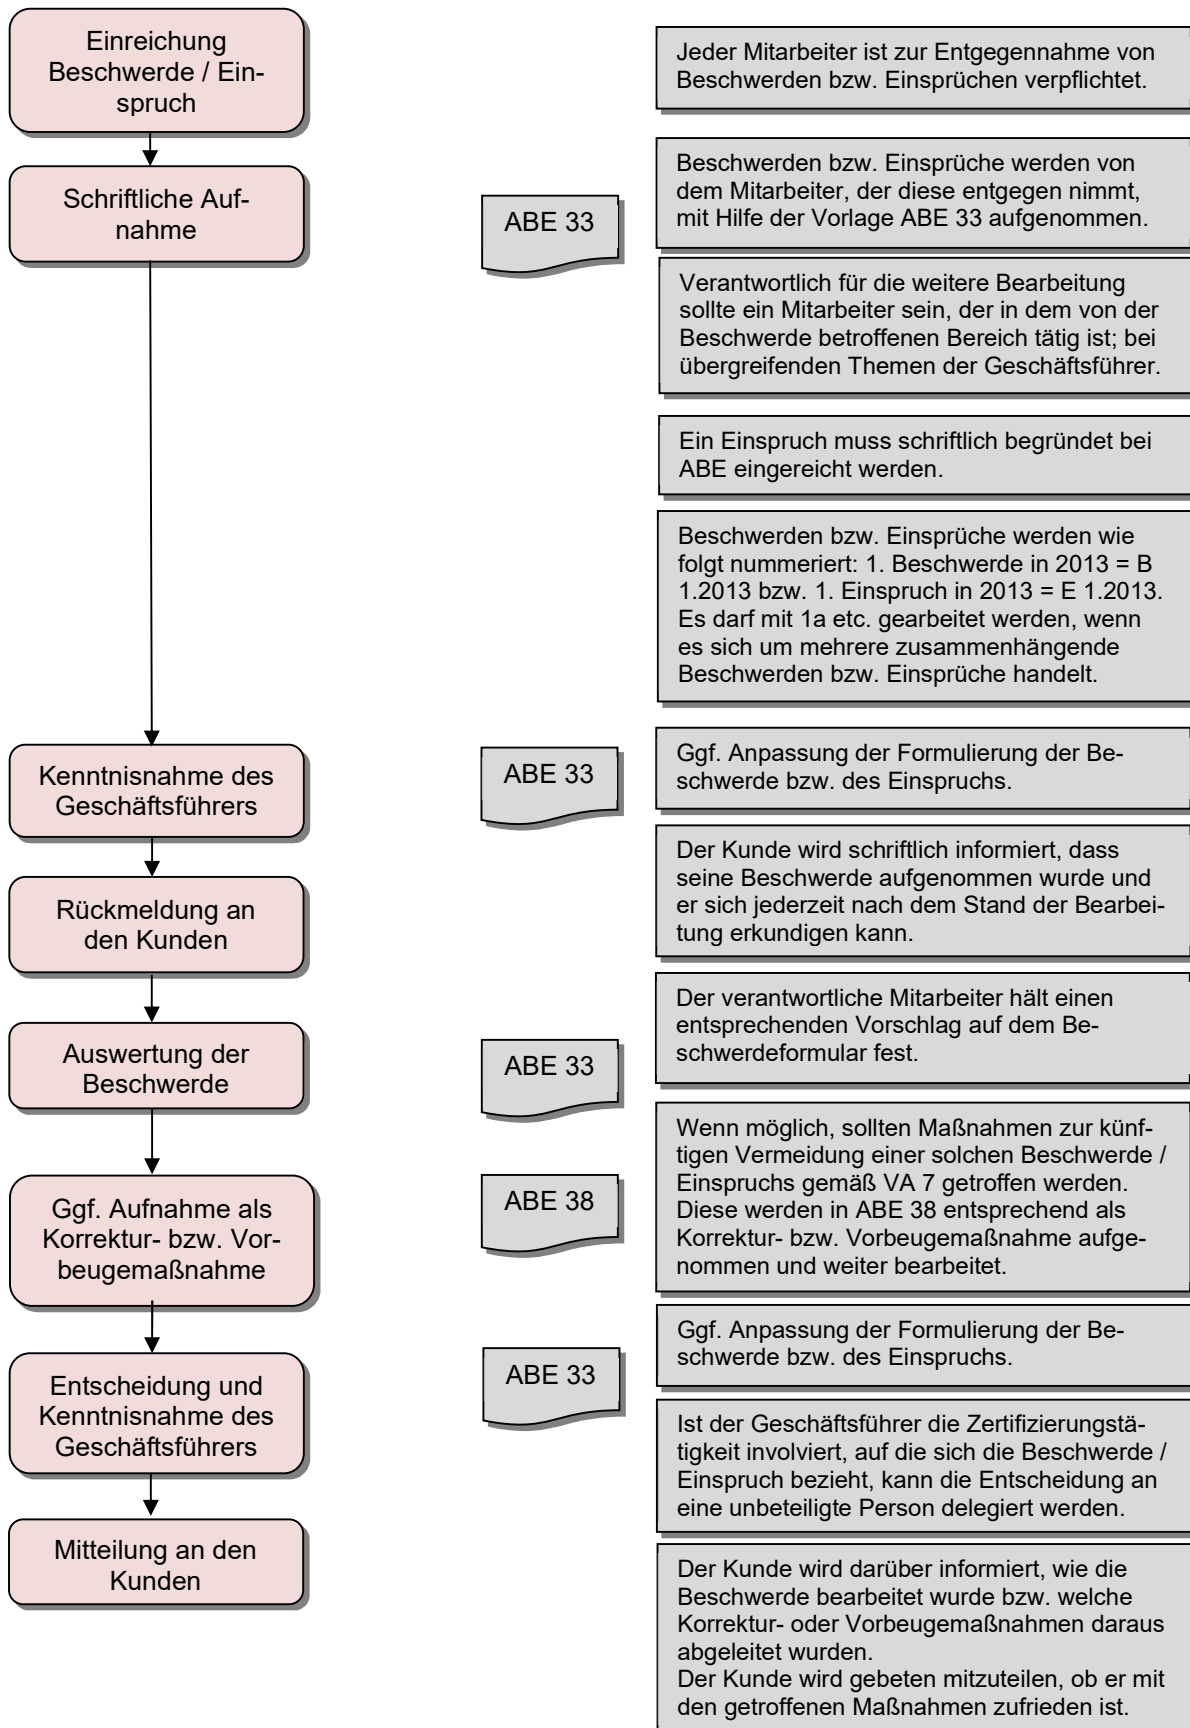 Einreichung
Beschwerde / Ein-
spruch
Jeder Mitarbeiter ist zur Entgegennahme von
Beschwerden bzw. Einsprüchen verpflichtet.
Schriftliche Auf-
nahme
ABE 33
Beschwerden bzw. Einsprüche werden von
dem Mitarbeiter, der diese entgegen nimmt,
mit Hilfe der Vorlage ABE 33 aufgenommen.
Verantwortlich für die weitere Bearbeitung
sollte ein Mitarbeiter sein, der in dem von der
Beschwerde betroffenen Bereich tätig ist; bei
übergreifenden Themen der Geschäftsführer.
Ein Einspruch muss schriftlich begründet bei
ABE eingereicht werden.
Beschwerden bzw. Einsprüche werden wie
folgt nummeriert: 1. Beschwerde in 2013 = B
1.2013 bzw. 1. Einspruch in 2013 = E 1.2013.
Es darf mit 1a etc. gearbeitet werden, wenn
es sich um mehrere zusammenhängende
Beschwerden bzw. Einsprüche handelt.
Kenntnisnahme des
Geschäftsführers
ABE 33
Ggf. Anpassung der Formulierung der Be-
schwerde bzw. des Einspruchs.
Rückmeldung an
den Kunden
Der Kunde wird schriftlich informiert, dass
seine Beschwerde aufgenommen wurde und
er sich jederzeit nach dem Stand der Bearbei-
tung erkundigen kann.
Auswertung der
Beschwerde
ABE 33
Der verantwortliche Mitarbeiter hält einen
entsprechenden Vorschlag auf dem Be-
schwerdeformular fest.
Ggf. Aufnahme als
Korrektur- bzw. Vor-
beugemaßnahme
ABE 38
Wenn möglich, sollten Maßnahmen zur künf-
tigen Vermeidung einer solchen Beschwerde /
Einspruchs gemäß VA 7 getroffen werden.
Diese werden in ABE 38 entsprechend als
Korrektur- bzw. Vorbeugemaßnahme aufge-
nommen und weiter bearbeitet.
Entscheidung und
Kenntnisnahme des
Geschäftsführers
ABE 33
Ggf. Anpassung der Formulierung der Be-
schwerde bzw. des Einspruchs.
Ist der Geschäftsführer die Zertifizierungstä-
tigkeit involviert, auf die sich die Beschwerde /
Einspruch bezieht, kann die Entscheidung an
eine unbeteiligte Person delegiert werden.
Mitteilung an den
Kunden
Der Kunde wird darüber informiert, wie die
Beschwerde bearbeitet wurde bzw. welche
Korrektur- oder Vorbeugemaßnahmen daraus
abgeleitet wurden.
Der Kunde wird gebeten mitzuteilen, ob er mit
den getroffenen Maßnahmen zufrieden ist.